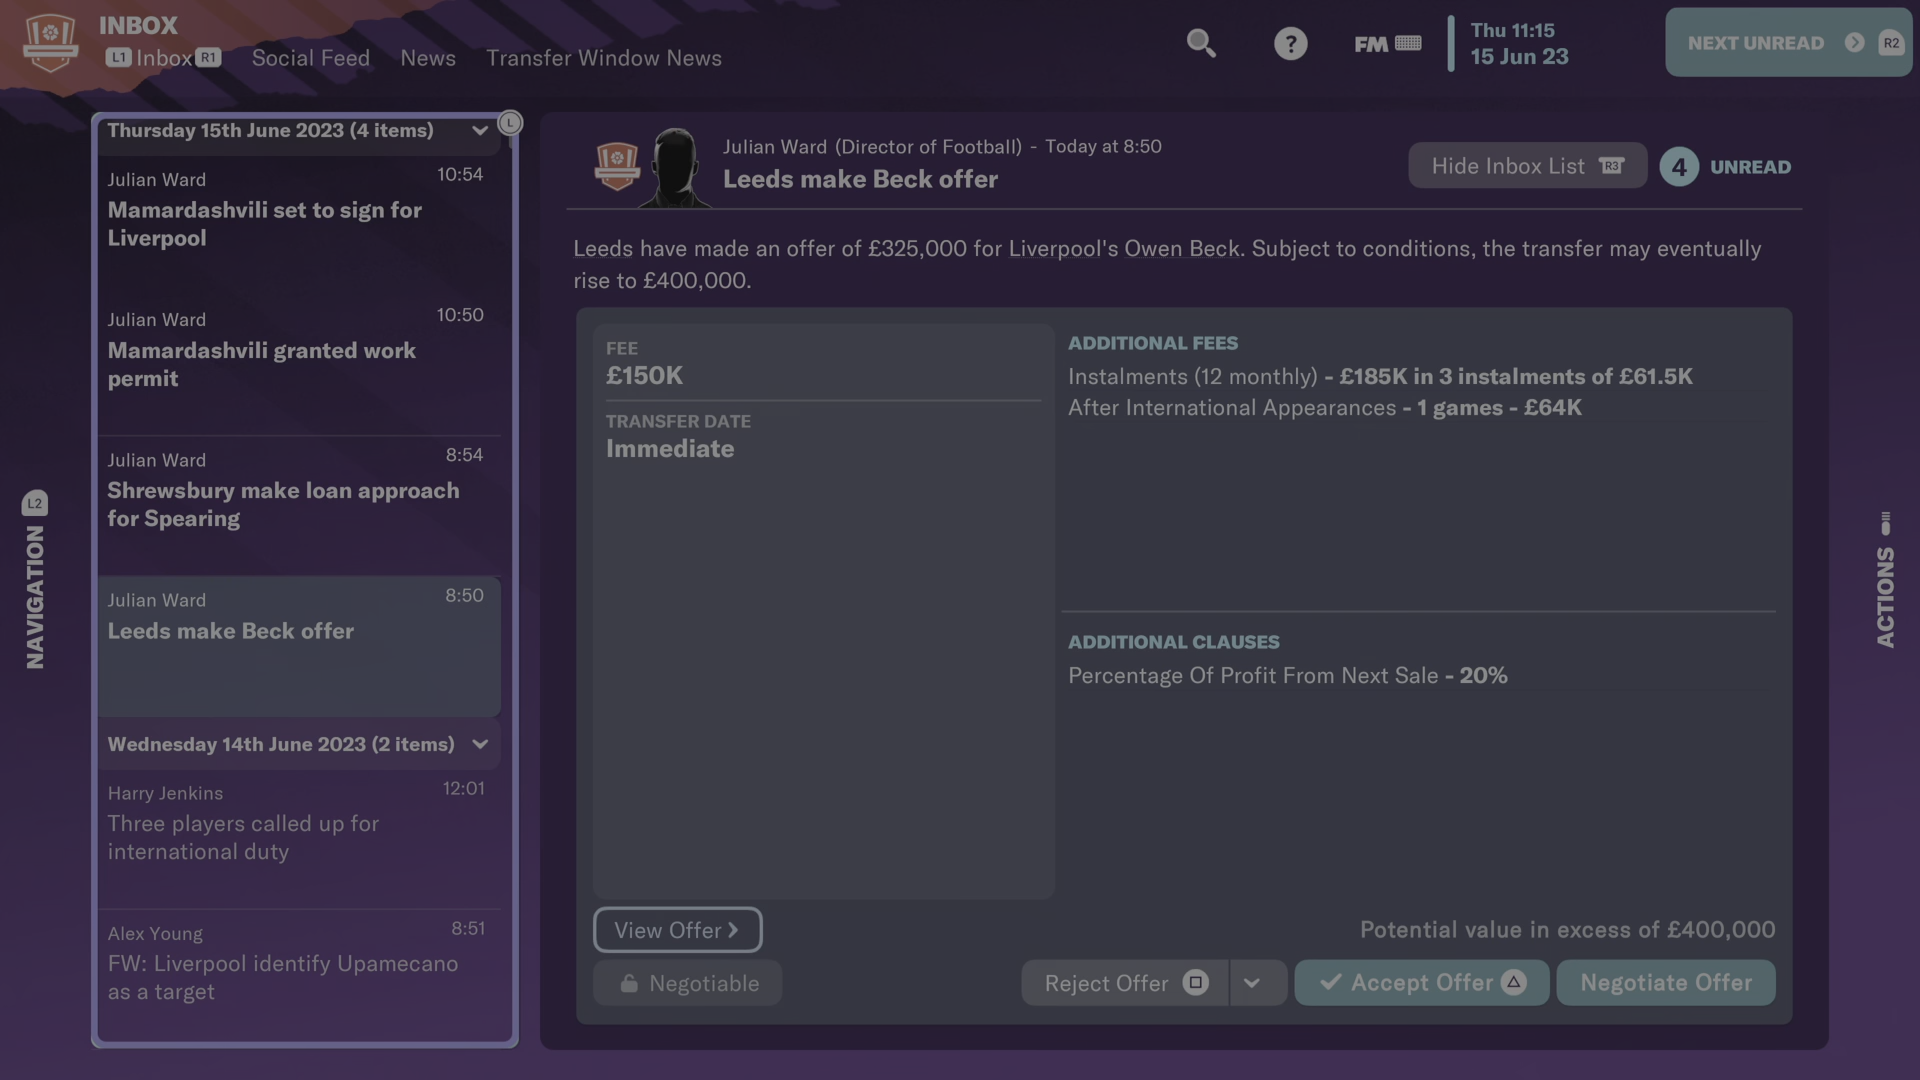 INBOX
L1 Inbox R1 Social Feed News Transfer Window News
? FM
Thu 11:15
15 Jun 23
NEXT UNREAD R2
Thursday 15th June 2023 (4 items)
L
Julian Ward 10:54
Mamardashvili set to sign for
Liverpool
Julian Ward 10:50
Mamardashvili granted work
permit
Julian Ward 8:54
Shrewsbury make loan approach
for Spearing
Julian Ward 8:50
Leeds make Beck offer
Wednesday 14th June 2023 (2 items)
Harry Jenkins 12:01
Three players called up for
international duty
Alex Young 8:51
FW: Liverpool identify Upamecano
as a target
NAVIGATION L2
Julian Ward (Director of Football) - Today at 8:50
Leeds make Beck offer
Hide Inbox List R3
4 UNREAD
Leeds have made an offer of £325,000 for Liverpool's Owen Beck. Subject to conditions, the transfer may eventually
rise to £400,000.
FEE
£150K
TRANSFER DATE
Immediate
ADDITIONAL FEES
Instalments (12 monthly) - £185K in 3 instalments of £61.5K
After International Appearances - 1 games - £64K
ADDITIONAL CLAUSES
Percentage Of Profit From Next Sale - 20%
View Offer
Potential value in excess of £400,000
Negotiable
Reject Offer
Accept Offer
Negotiate Offer
ACTIONS